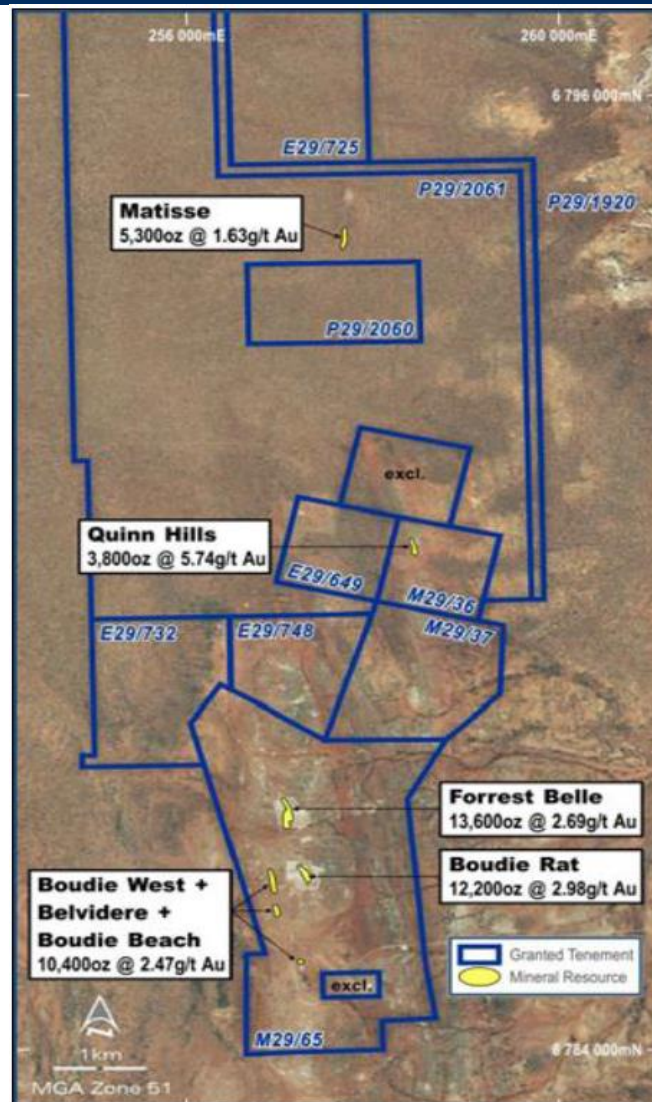 256 000mE
260 000mE
6 796 000mN
E29/725
P29/2061
P29/1920
Matisse
5,300oz @ 1.63g/t Au
P29/2060
excl.
Quinn Hills
3,800oz @ 5.74g/t Au
E29/649
M29/36
E29/732
E29/748
M29/37
Forrest Belle
13,600oz @ 2.69g/t Au
Boudie Rat
12,200oz @ 2.98g/t Au
Boudie West +
Belvidere +
Boudie Beach
10,400oz @ 2.47g/t Au
Granted Tenement
Mineral Resource
excl.
M29/65
6 784 000mN
1km
MGA Zone 51